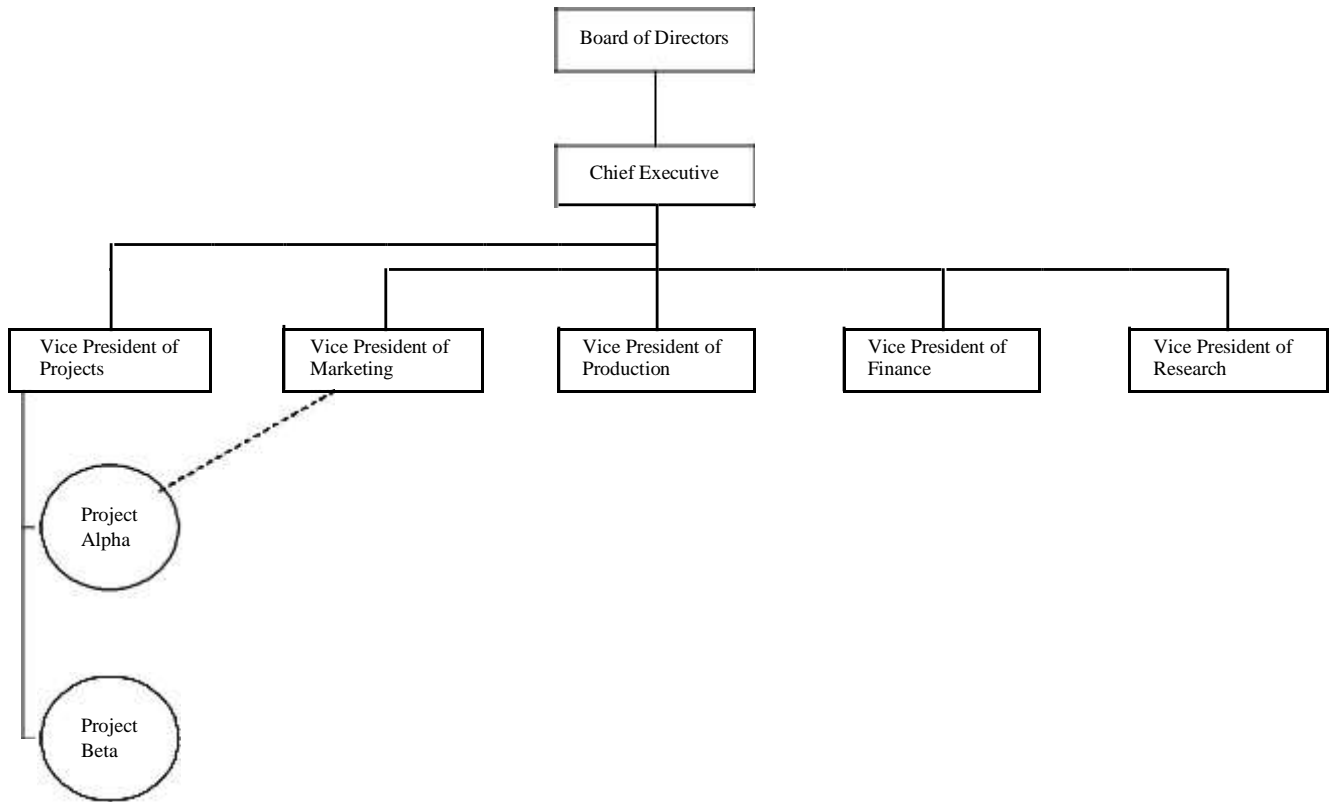 Board of Directors
Chief Executive
Vice President of
Projects
Vice President of
Marketing
Vice President of
Production
Vice President of
Finance
Vice President of
Research
Project
Alpha
Project
Beta